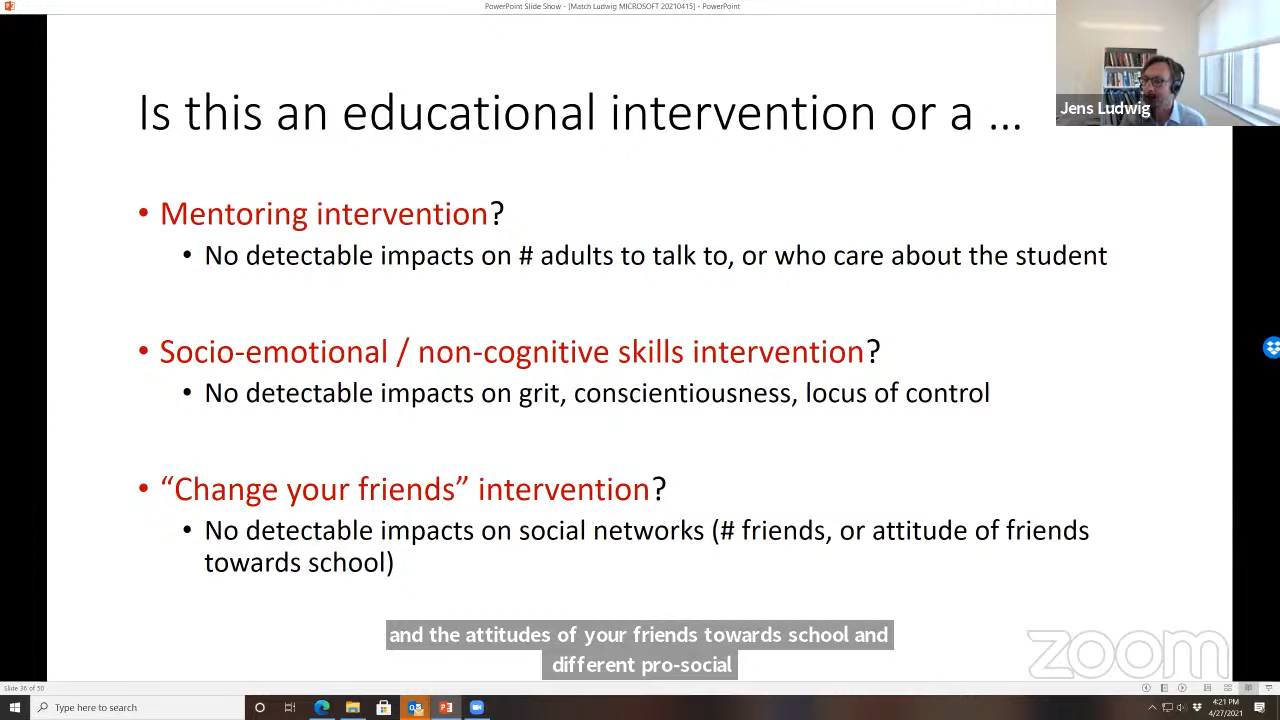 PowerPoint Slide Show - [Match Ludwig MICROSOFT 20210415] - PowerPoint
Jens Ludwig
Is this an educational intervention or a ...
• Mentoring intervention?
• No detectable impacts on # adults to talk to, or who care about the student
• Socio-emotional / non-cognitive skills intervention?
• No detectable impacts on grit, conscientiousness, locus of control
• “Change your friends” intervention?
• No detectable impacts on social networks (# friends, or attitude of friends
towards school)
and the attitudes of your friends towards school and
different pro-social
zoom
Slide 36 of 50
Type here to search
4:21 PM
4/27/2021